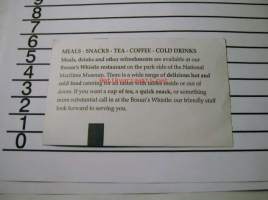 MEALS - SNACKS - TEA - COFFEE - COLD DRINKS
Meals, drinks and other refreshments are available at our
Bosun's Whistle restaurant on the park side of the National
Maritime Museum. There is a wide range of delicious hot and
cold food catering for all tastes with tables inside or out of
doors. If you want a cup of tea, a quick snack, or something
more substantial call in at the Bosun's Whistle, our friendly staff
look forward to serving you.
9
8
7
6
5
4
3
2
1
0